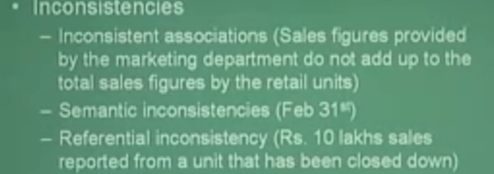 • Inconsistencies
– Inconsistent associations (Sales figures provided
by the marketing department do not add up to the
total sales figures by the retail units)
– Semantic inconsistencies (Feb 31st)
– Referential inconsistency (Rs. 10 lakhs sales
reported from a unit that has been closed down)